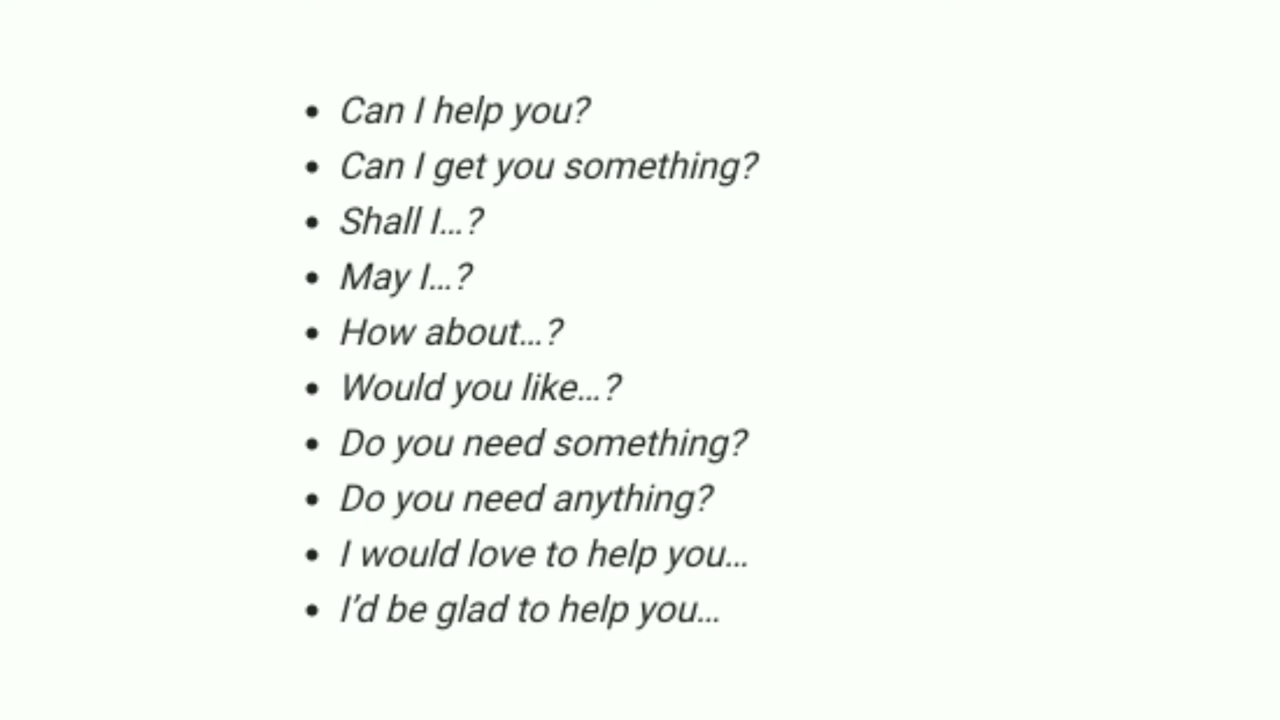 • Can I help you?
• Can I get you something?
• Shall I…?
• May I…?
• How about…?
• Would you like…?
• Do you need something?
• Do you need anything?
• I would love to help you…
• I’d be glad to help you…